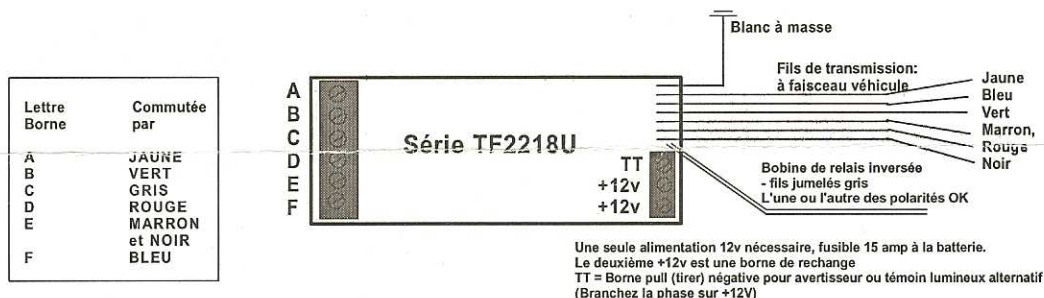 Blanc à masse
Fils de transmission:
à faisceau véhicule
Jaune
Bleu
Vert
Marron,
Rouge
Noir
Lettre Borne
Commutée par
A JAUNE
B VERT
C GRIS
D ROUGE
E MARRON et NOIR
F BLEU
A
B
C
D
E
F
Série TF2218U
TT
+12v
+12v
Bobine de relais inversée
- fils jumelés gris
L'une ou l'autre des polarités OK
Une seule alimentation 12v nécessaire, fusible 15 amp à la batterie.
Le deuxième +12v est une borne de rechange
TT = Borne pull (tirer) négative pour avertisseur ou témoin lumineux alternatif
(Branchez la phase sur +12V)